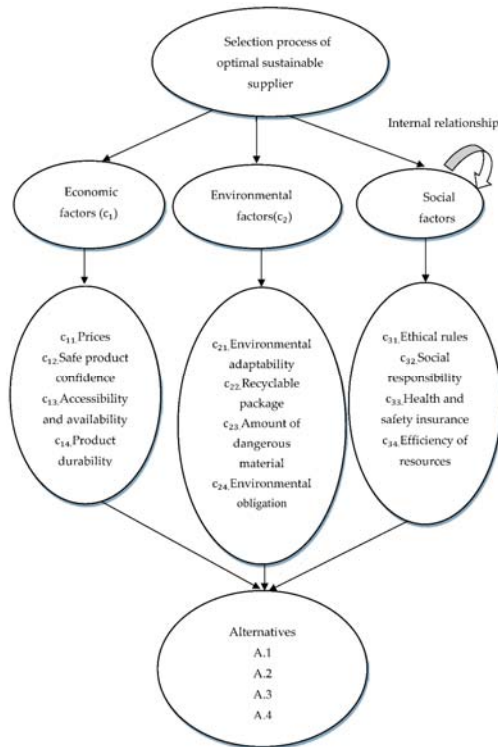 Selection process of
optimal sustainable
supplier
Internal relationship
Economic
factors (c₁)
Environmental
factors(c₂)
Social
factors
c₁₁.Prices
c₁₂.Safe product
confidence
c₁₃.Accessibility
and availability
c₁₄.Product
durability
c₂₁.Environmental
adaptability
c₂₂.Recyclable
package
c₂₃.Amount of
dangerous
material
c₂₄.Environmental
obligation
c₃₁.Ethical rules
c₃₂.Social
responsibility
c₃₃.Health and
safety insurance
c₃₄.Efficiency of
resources
Alternatives
A.1
A.2
A.3
A.4